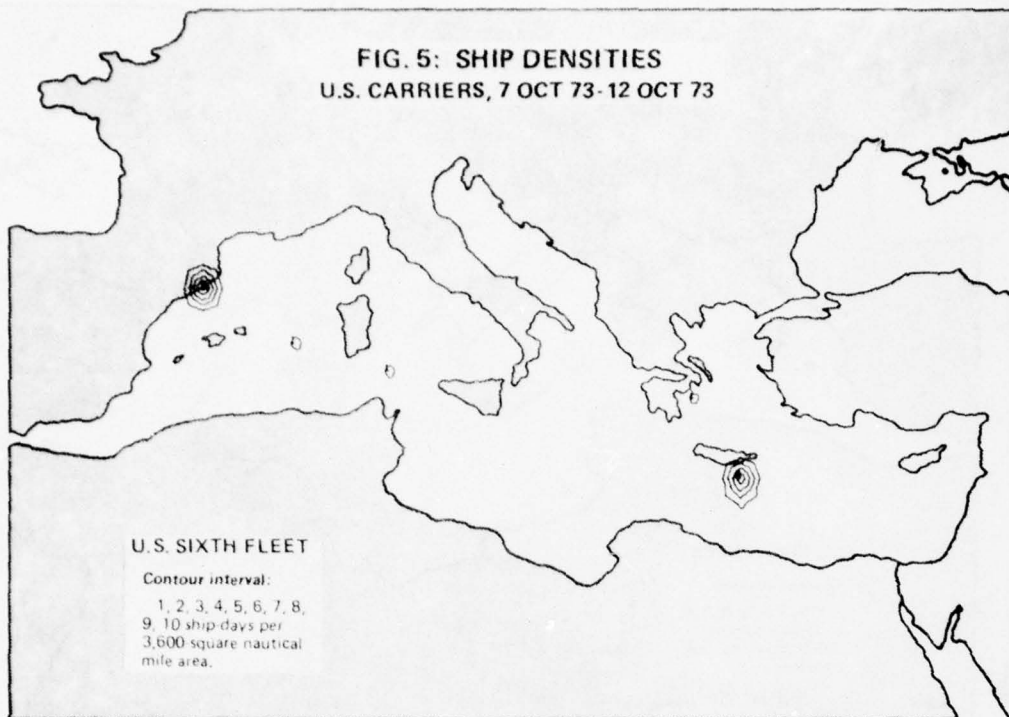 FIG. 5: SHIP DENSITIES
U.S. CARRIERS, 7 OCT 73-12 OCT 73
U.S. SIXTH FLEET
Contour interval:
1, 2, 3, 4, 5, 6, 7, 8,
9, 10 ship-days per
3,600 square nautical
mile area.